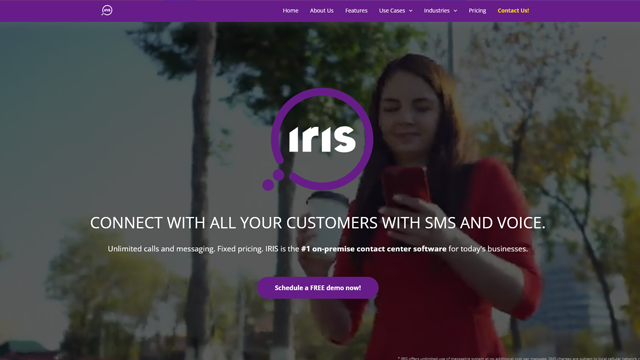 IRIS
Home About Us Features Use Cases Industries Pricing Contact Us!
IRIS
CONNECT WITH ALL YOUR CUSTOMERS WITH SMS AND VOICE.
Unlimited calls and messaging. Fixed pricing. IRIS is the #1 on-premise contact center software for today's businesses.
Schedule a FREE demo now!